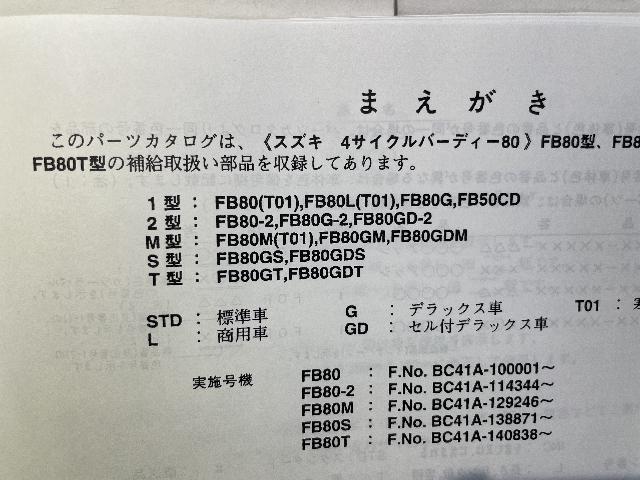 まえがき
このパーツカタログは、《スズキ 4サイクルバーディー80》FB80型、FB8
FB80T型の補給取扱い部品を収録してあります。
1型: FB80(T01),FB80L(T01),FB80G,FB50CD
2型: FB80-2,FB80G-2,FB80GD-2
M型: FB80M(T01),FB80GM,FB80GDM
S型: FB80GS,FB80GDS
T型: FB80GT,FB80GDT
STD : 標準車 G : デラックス車 T01 :
L : 商用車 GD : セル付デラックス車
実施号機 FB80 : F.No. BC41A-100001~
FB80-2 : F.No. BC41A-114344~
FB80M : F.No. BC41A-129246~
FB80S : F.No. BC41A-138871~
FB80T : F.No. BC41A-140838~